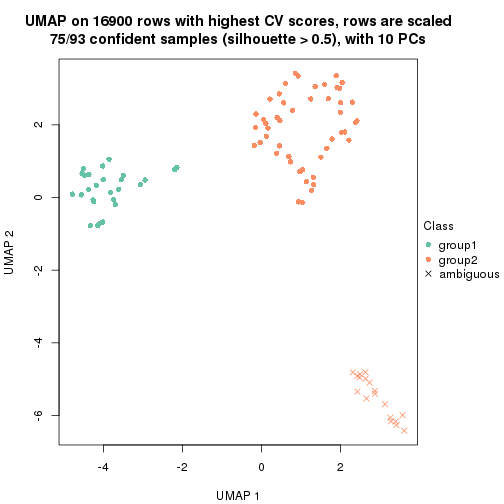 UMAP on 16900 rows with highest CV scores, rows are scaled
75/93 confident samples (silhouette > 0.5), with 10 PCs
UMAP 2
2
0
-2
-4
-6
-4
-2
0
2
UMAP 1
Class
group1
group2
ambiguous